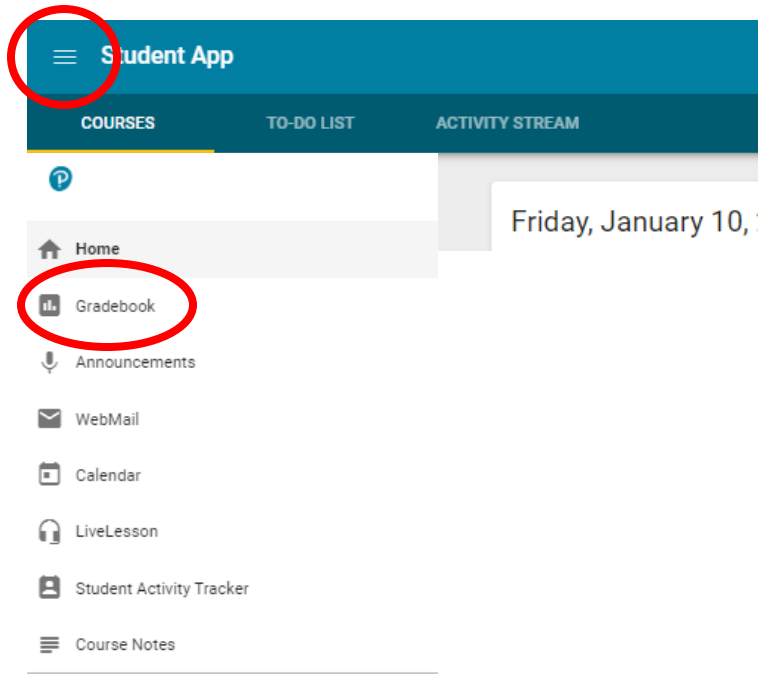 Student App
COURSES TO-DO LIST ACTIVITY STREAM
Friday, January 10,
Home
Gradebook
Announcements
WebMail
Calendar
LiveLesson
Student Activity Tracker
Course Notes